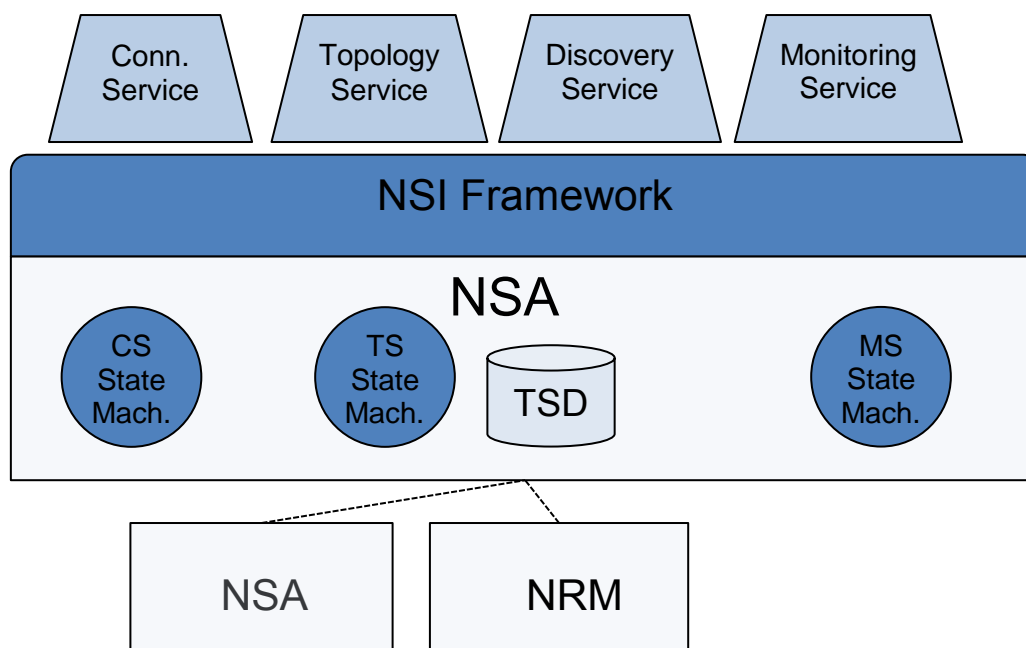 Conn.
Service
Topology
Service
Discovery
Service
Monitoring
Service
NSI Framework
NSA
CS
State
Mach.
TS
State
Mach.
TSD
MS
State
Mach.
NSA
NRM